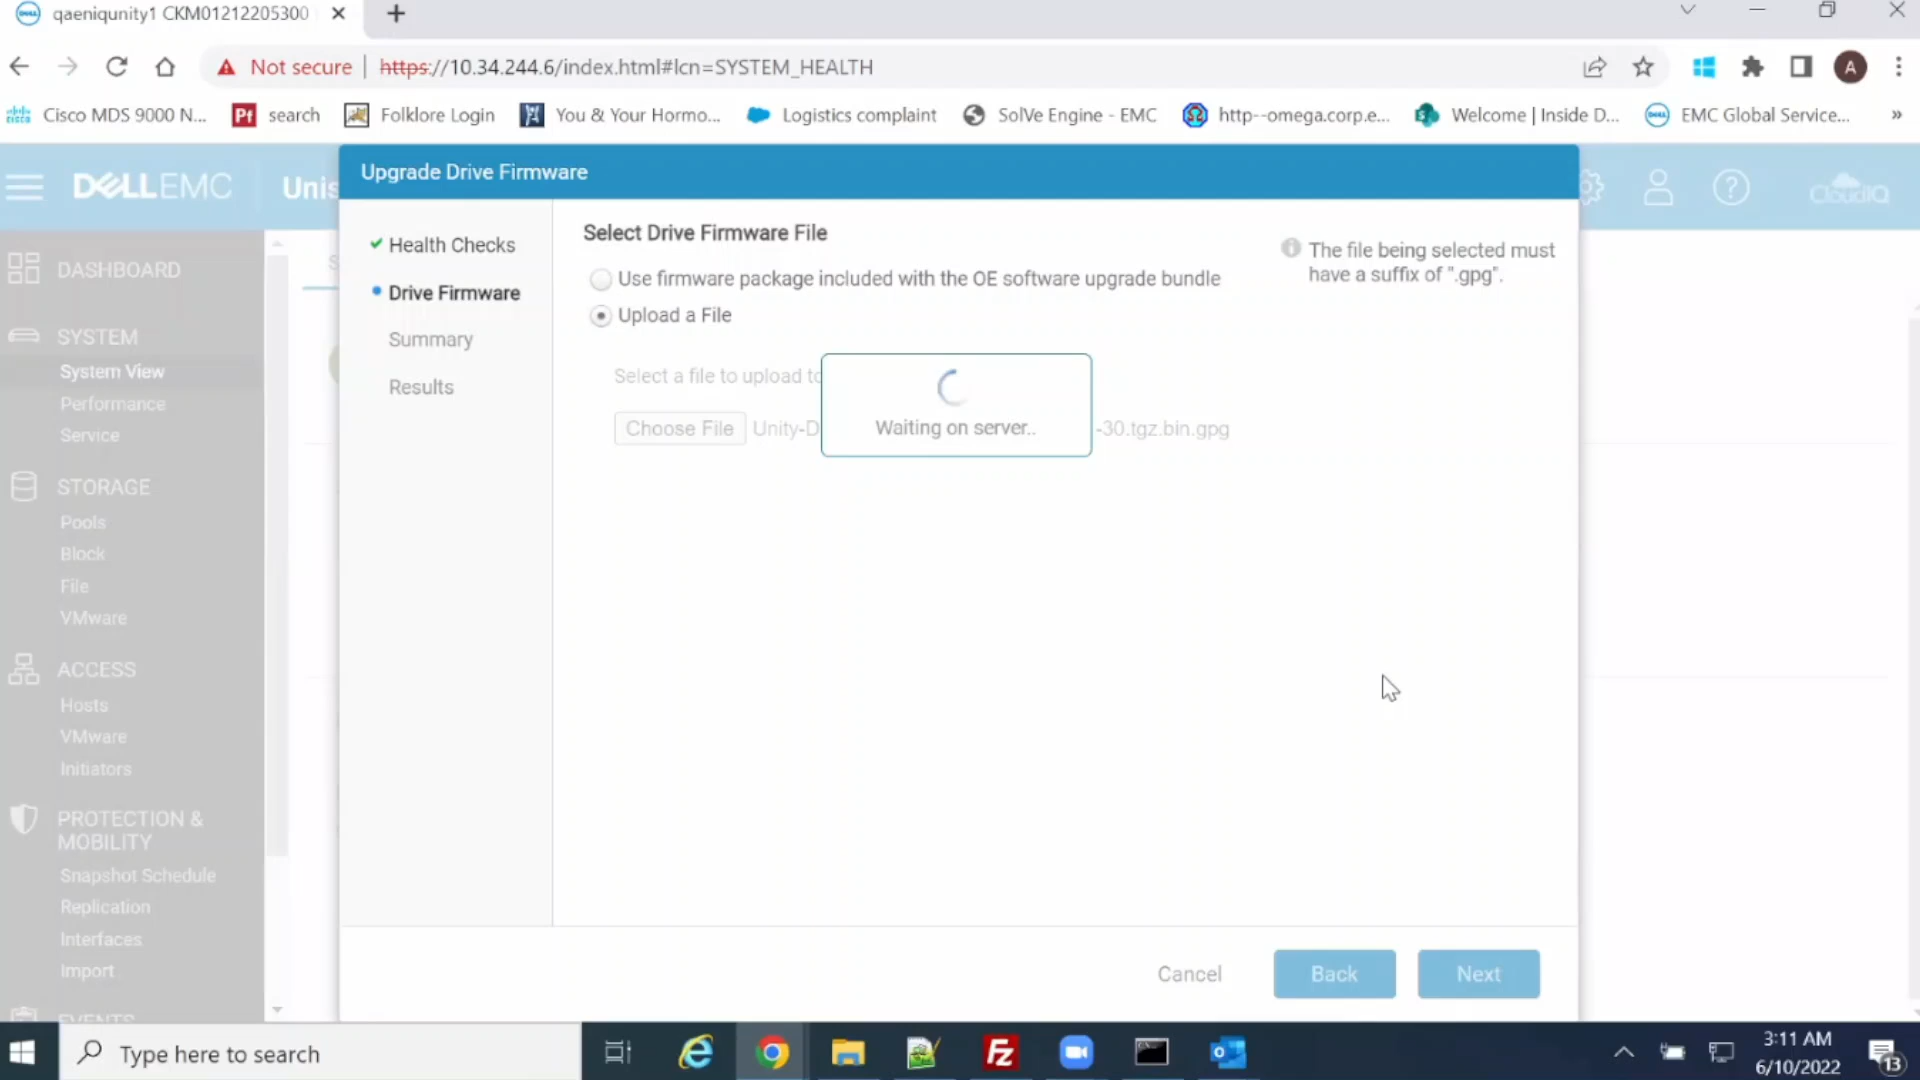 qaeniqunity1 CKM01212205300
Not secure | https://10.34.244.6/index.html#lcn=SYSTEM_HEALTH
A
Cisco MDS 9000 N...
search
Folklore Login
You & Your Hormo...
Logistics complaint
SolVe Engine - EMC
http--omega.corp.e...
Welcome | Inside D...
EMC Global Service...
»
DELLEMC
Unis
CloudIQ
Upgrade Drive Firmware
Health Checks
Drive Firmware
Summary
Results
Select Drive Firmware File
Use firmware package included with the OE software upgrade bundle
Upload a File
Select a file to upload to
Choose File Unity-D
-30.tgz.bin.gpg
Waiting on server..
The file being selected must
have a suffix of ".gpg".
Cancel
Back
Next
DASHBOARD
SYSTEM
System View
Performance
Service
STORAGE
Pools
Block
File
VMware
ACCESS
Hosts
VMware
Initiators
PROTECTION &
MOBILITY
Snapshot Schedule
Replication
Interfaces
Import
EVENTS
Type here to search
3:11 AM
6/10/2022
13